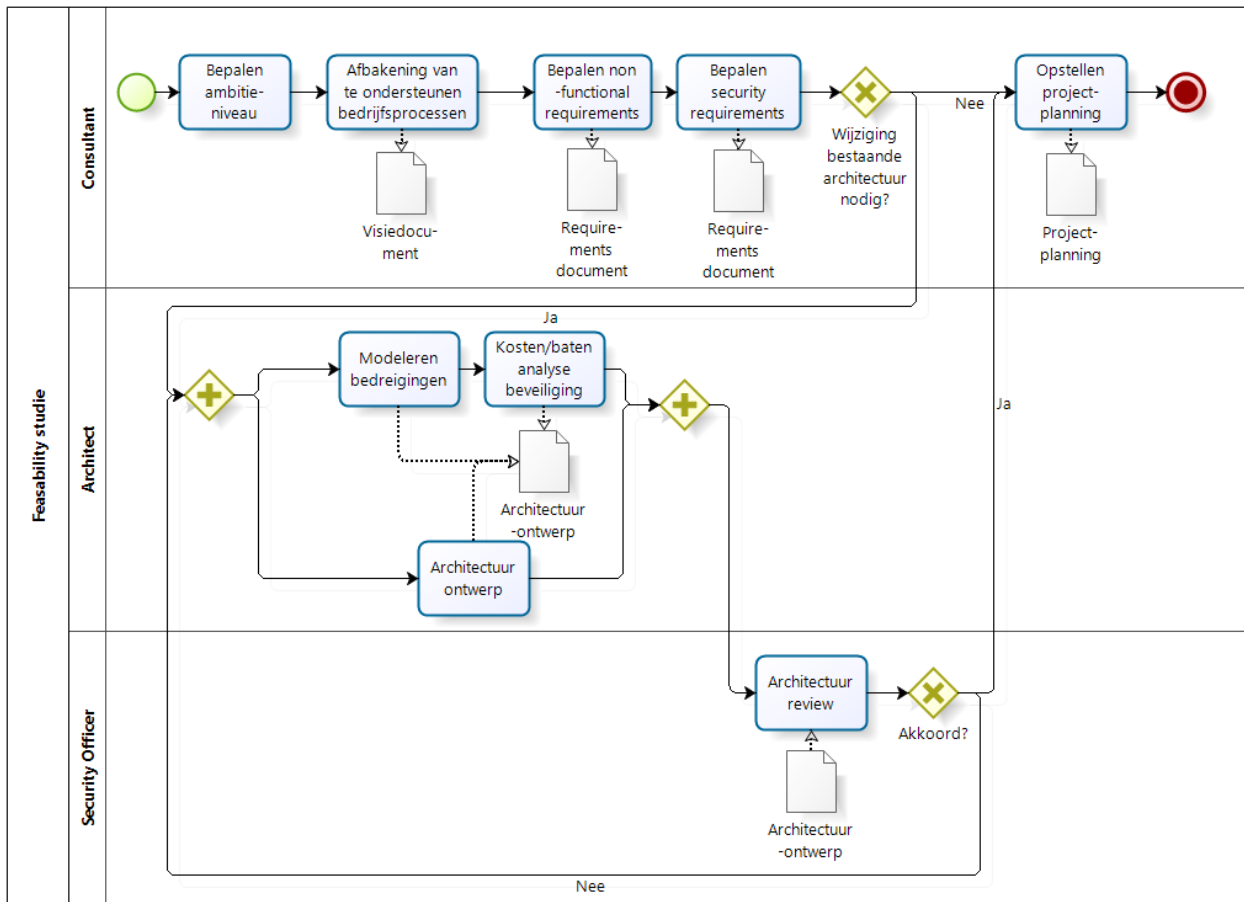 Feasability studie
Consultant
Bepalen
ambitie-
niveau
Afbakening van
te ondersteunen
bedrijfsprocessen
Bepalen non
-functional
requirements
Bepalen
security
requirements
Wijziging
bestaande
architectuur
nodig?
Nee
Opstellen
project-
planning
Visiedocu-
ment
Require-
ments
document
Require-
ments
document
Project-
planning
Architect
Ja
Modeleren
bedreigingen
Kosten/baten
analyse
beveiliging
Ja
Architectuur
-ontwerp
Architectuur
ontwerp
Security Officer
Architectuur
review
Akkoord?
Architectuur
-ontwerp
Nee